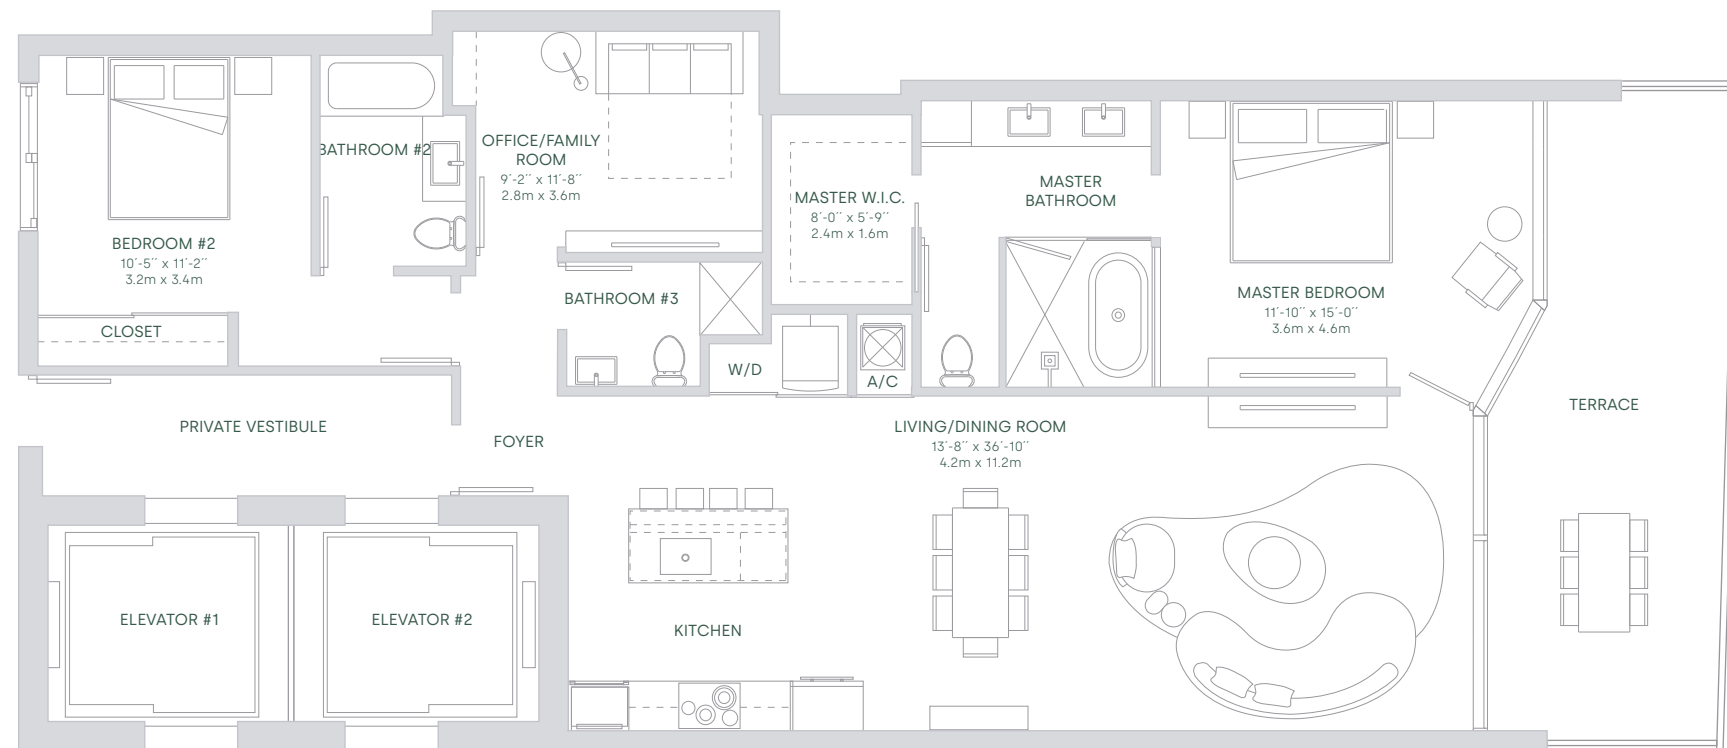 BATHROOM #2
OFFICE/FAMILY
ROOM
9´-2´´ x 11´-8´´
2.8m x 3.6m
MASTER W.I.C.
8´-0´´ x 5´-9´´
2.4m x 1.6m
MASTER
BATHROOM
BEDROOM #2
10´-5´´ x 11´-2´´
3.2m x 3.4m
BATHROOM #3
MASTER BEDROOM
11´-10´´ x 15´-0´´
3.6m x 4.6m
CLOSET
W/D
A/C
TERRACE
PRIVATE VESTIBULE
FOYER
LIVING/DINING ROOM
13´-8´´ x 36´-10´´
4.2m x 11.2m
ELEVATOR #1
ELEVATOR #2
KITCHEN